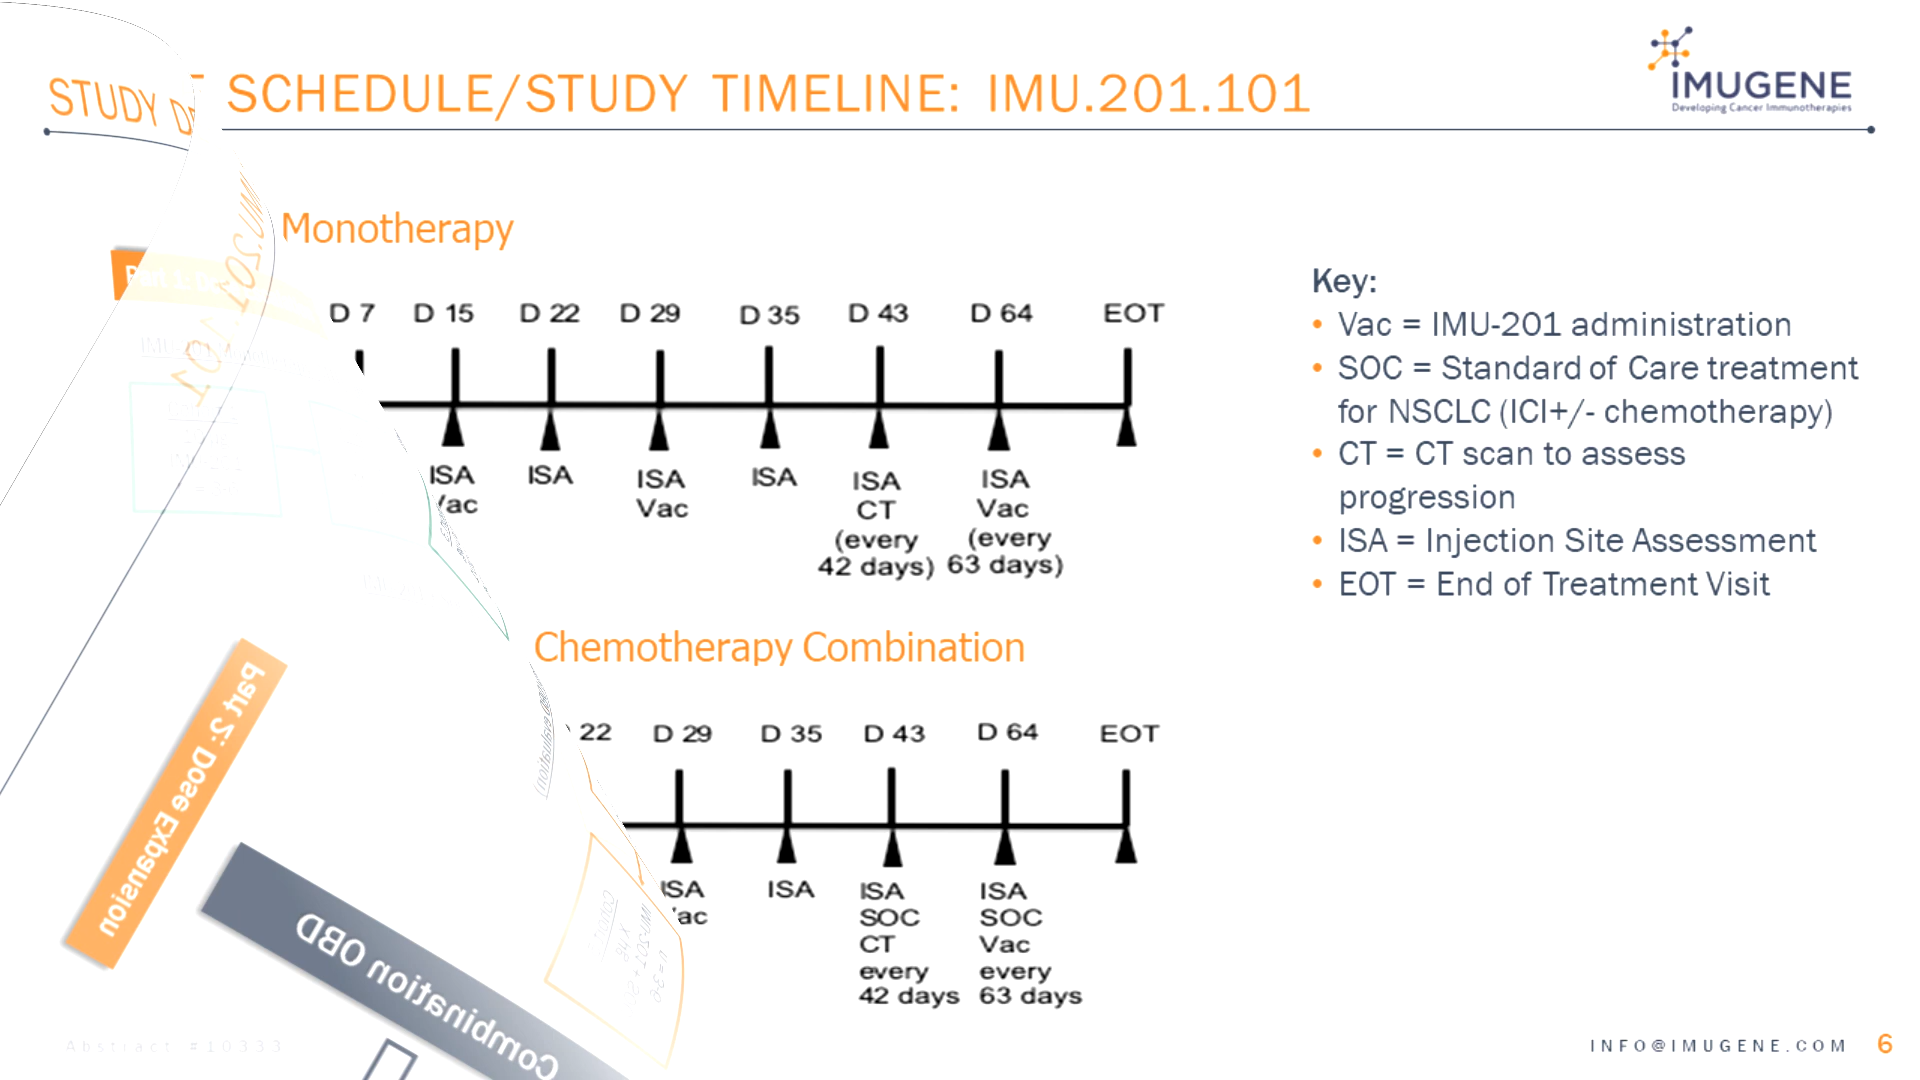 STUDY
SCHEDULE/STUDY TIMELINE: IMU.201.101
IMUGENE
Developing Cancer Immunotherapies
Monotherapy
D 7 D 15 D 22 D 29 D 35 D 43 D 64 EOT
ISA ISA ISA ISA ISA ISA
Vac CT Vac
(every (every
42 days) 63 days)
Key:
• Vac = IMU-201 administration
• SOC = Standard of Care treatment
for NSCLC (ICI+/- chemotherapy)
• CT = CT scan to assess
progression
• ISA = Injection Site Assessment
• EOT = End of Treatment Visit
Chemotherapy Combination
22 D 29 D 35 D 43 D 64 EOT
ISA ISA ISA ISA
SOC SOC
CT Vac
every every
42 days 63 days
Part 2: Dose Expansion
Combination OBD
Abstract #10333
INFO@IMUGENE.COM 6